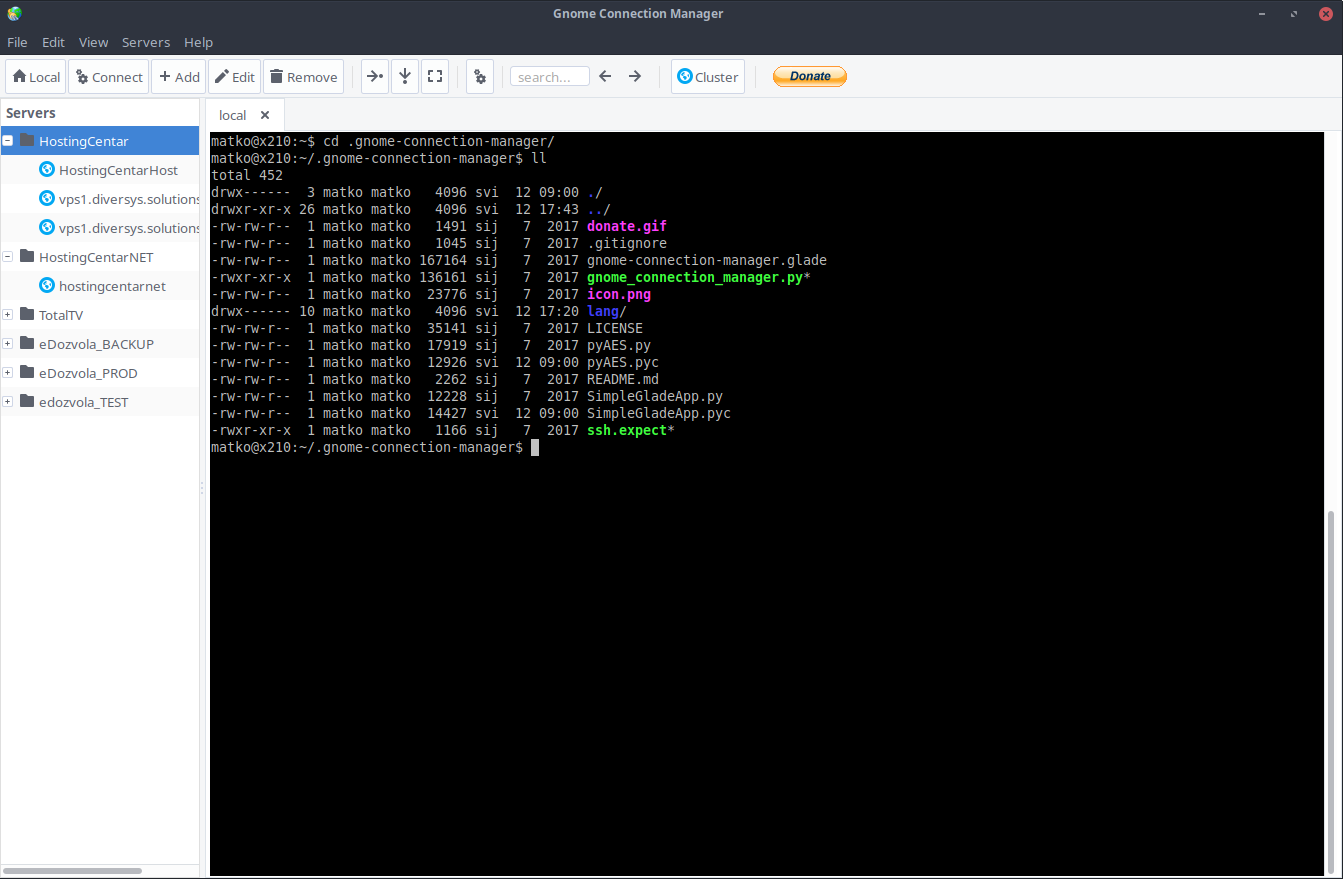 Gnome Connection Manager
File Edit View Servers Help
Local Connect Add Edit Remove search... Cluster Donate
Servers
HostingCentar
HostingCentarHost
vps1.diversys.solutions
vps1.diversys.solutions
HostingCentarNET
hostingcentarnet
TotalTV
eDozvola_BACKUP
eDozvola_PROD
edozvola_TEST
local
matko@x210:~$ cd .gnome-connection-manager/
matko@x210:~/.gnome-connection-manager$ ll
total 452
drwx------  3 matko matko   4096 svi  12 09:00 ./
drwxr-xr-x 26 matko matko   4096 svi  12 17:43 ../
-rw-rw-r--  1 matko matko   1491 sij   7  2017 donate.gif
-rw-rw-r--  1 matko matko   1045 sij   7  2017 .gitignore
-rw-rw-r--  1 matko matko 167164 sij   7  2017 gnome-connection-manager.glade
-rwxr-xr-x  1 matko matko 136161 sij   7  2017 gnome_connection_manager.py*
-rw-rw-r--  1 matko matko  23776 sij   7  2017 icon.png
drwx------ 10 matko matko   4096 svi  12 17:20 lang/
-rw-rw-r--  1 matko matko  35141 sij   7  2017 LICENSE
-rw-rw-r--  1 matko matko  17919 sij   7  2017 pyAES.py
-rw-rw-r--  1 matko matko  12926 svi  12 09:00 pyAES.pyc
-rw-rw-r--  1 matko matko   2262 sij   7  2017 README.md
-rw-rw-r--  1 matko matko  12228 sij   7  2017 SimpleGladeApp.py
-rw-rw-r--  1 matko matko  14427 svi  12 09:00 SimpleGladeApp.pyc
-rwxr-xr-x  1 matko matko   1166 sij   7  2017 ssh.expect*
matko@x210:~/.gnome-connection-manager$